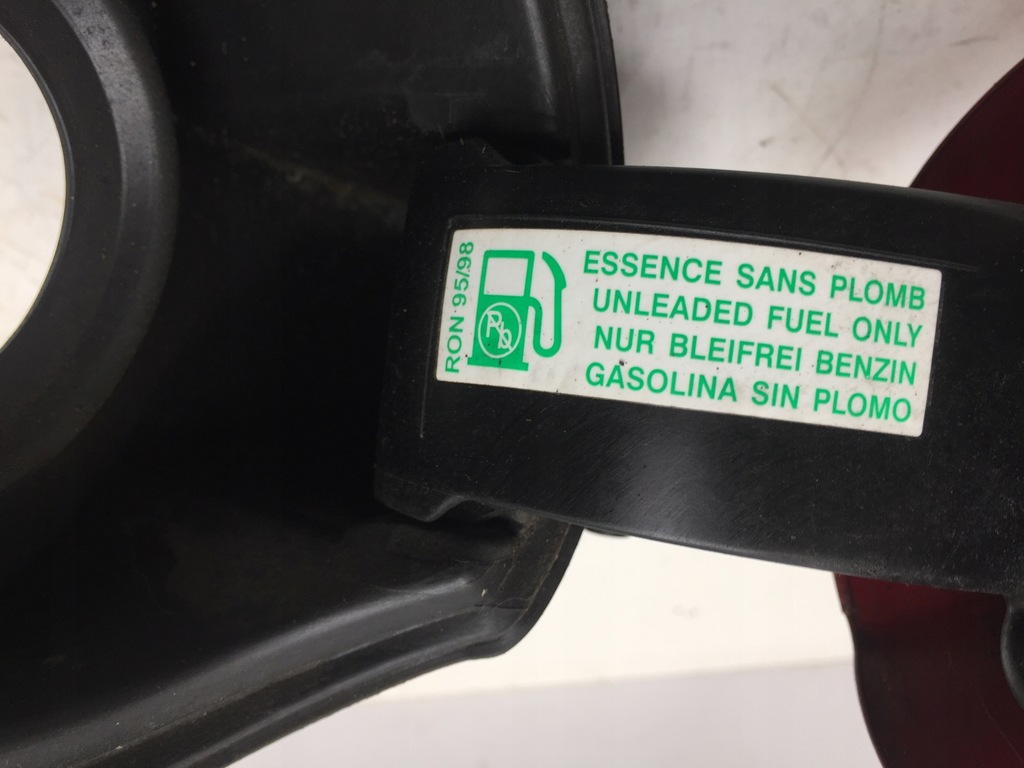 RON 95/98
ESSENCE SANS PLOMB
UNLEADED FUEL ONLY
NUR BLEIFREI BENZIN
GASOLINA SIN PLOMO